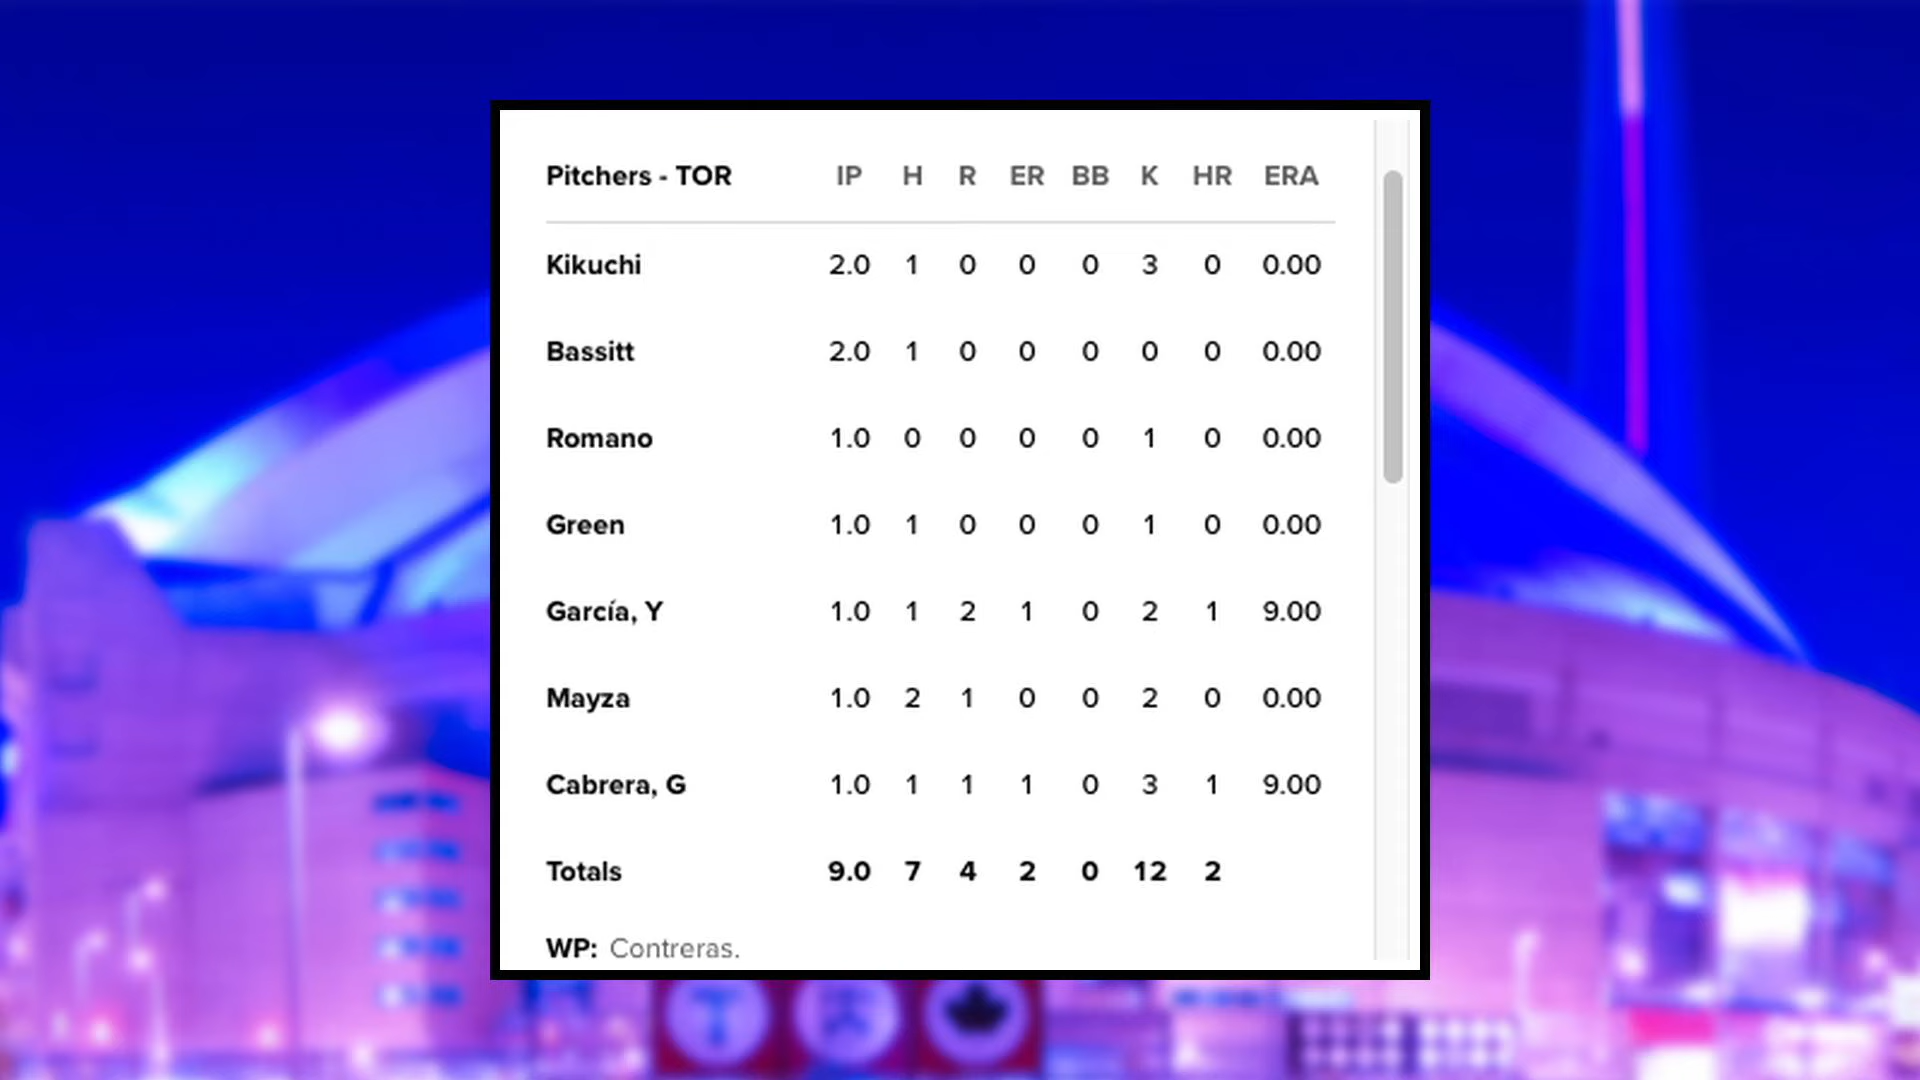 Pitchers - TOR IP H R ER BB K HR ERA
Kikuchi 2.0 1 0 0 0 3 0 0.00
Bassitt 2.0 1 0 0 0 0 0 0.00
Romano 1.0 0 0 0 0 1 0 0.00
Green 1.0 1 0 0 0 1 0 0.00
García, Y 1.0 1 2 1 0 2 1 9.00
Mayza 1.0 2 1 0 0 2 0 0.00
Cabrera, G 1.0 1 1 1 0 3 1 9.00
Totals 9.0 7 4 2 0 12 2
WP: Contreras.